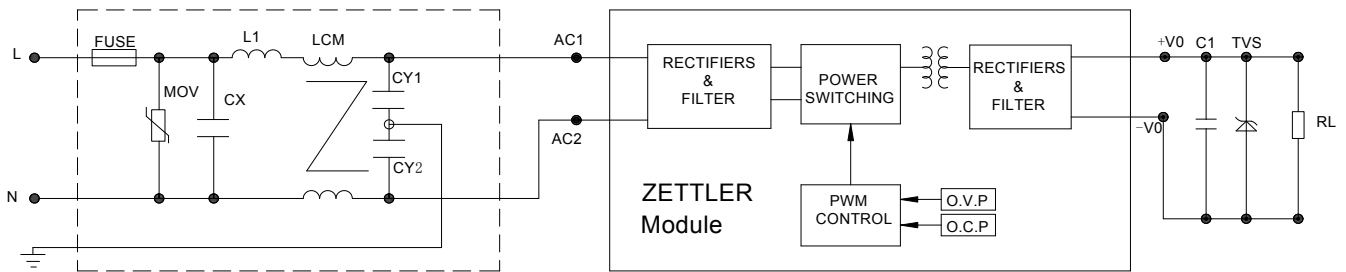 L
FUSE
L1
LCM
MOV
CX
CY1
CY2
N
AC1
AC2
RECTIFIERS
&
FILTER
POWER
SWITCHING
RECTIFIERS
&
FILTER
PWM
CONTROL
O.V.P
O.C.P
ZETTLER
Module
+V0
C1
TVS
-V0
RL